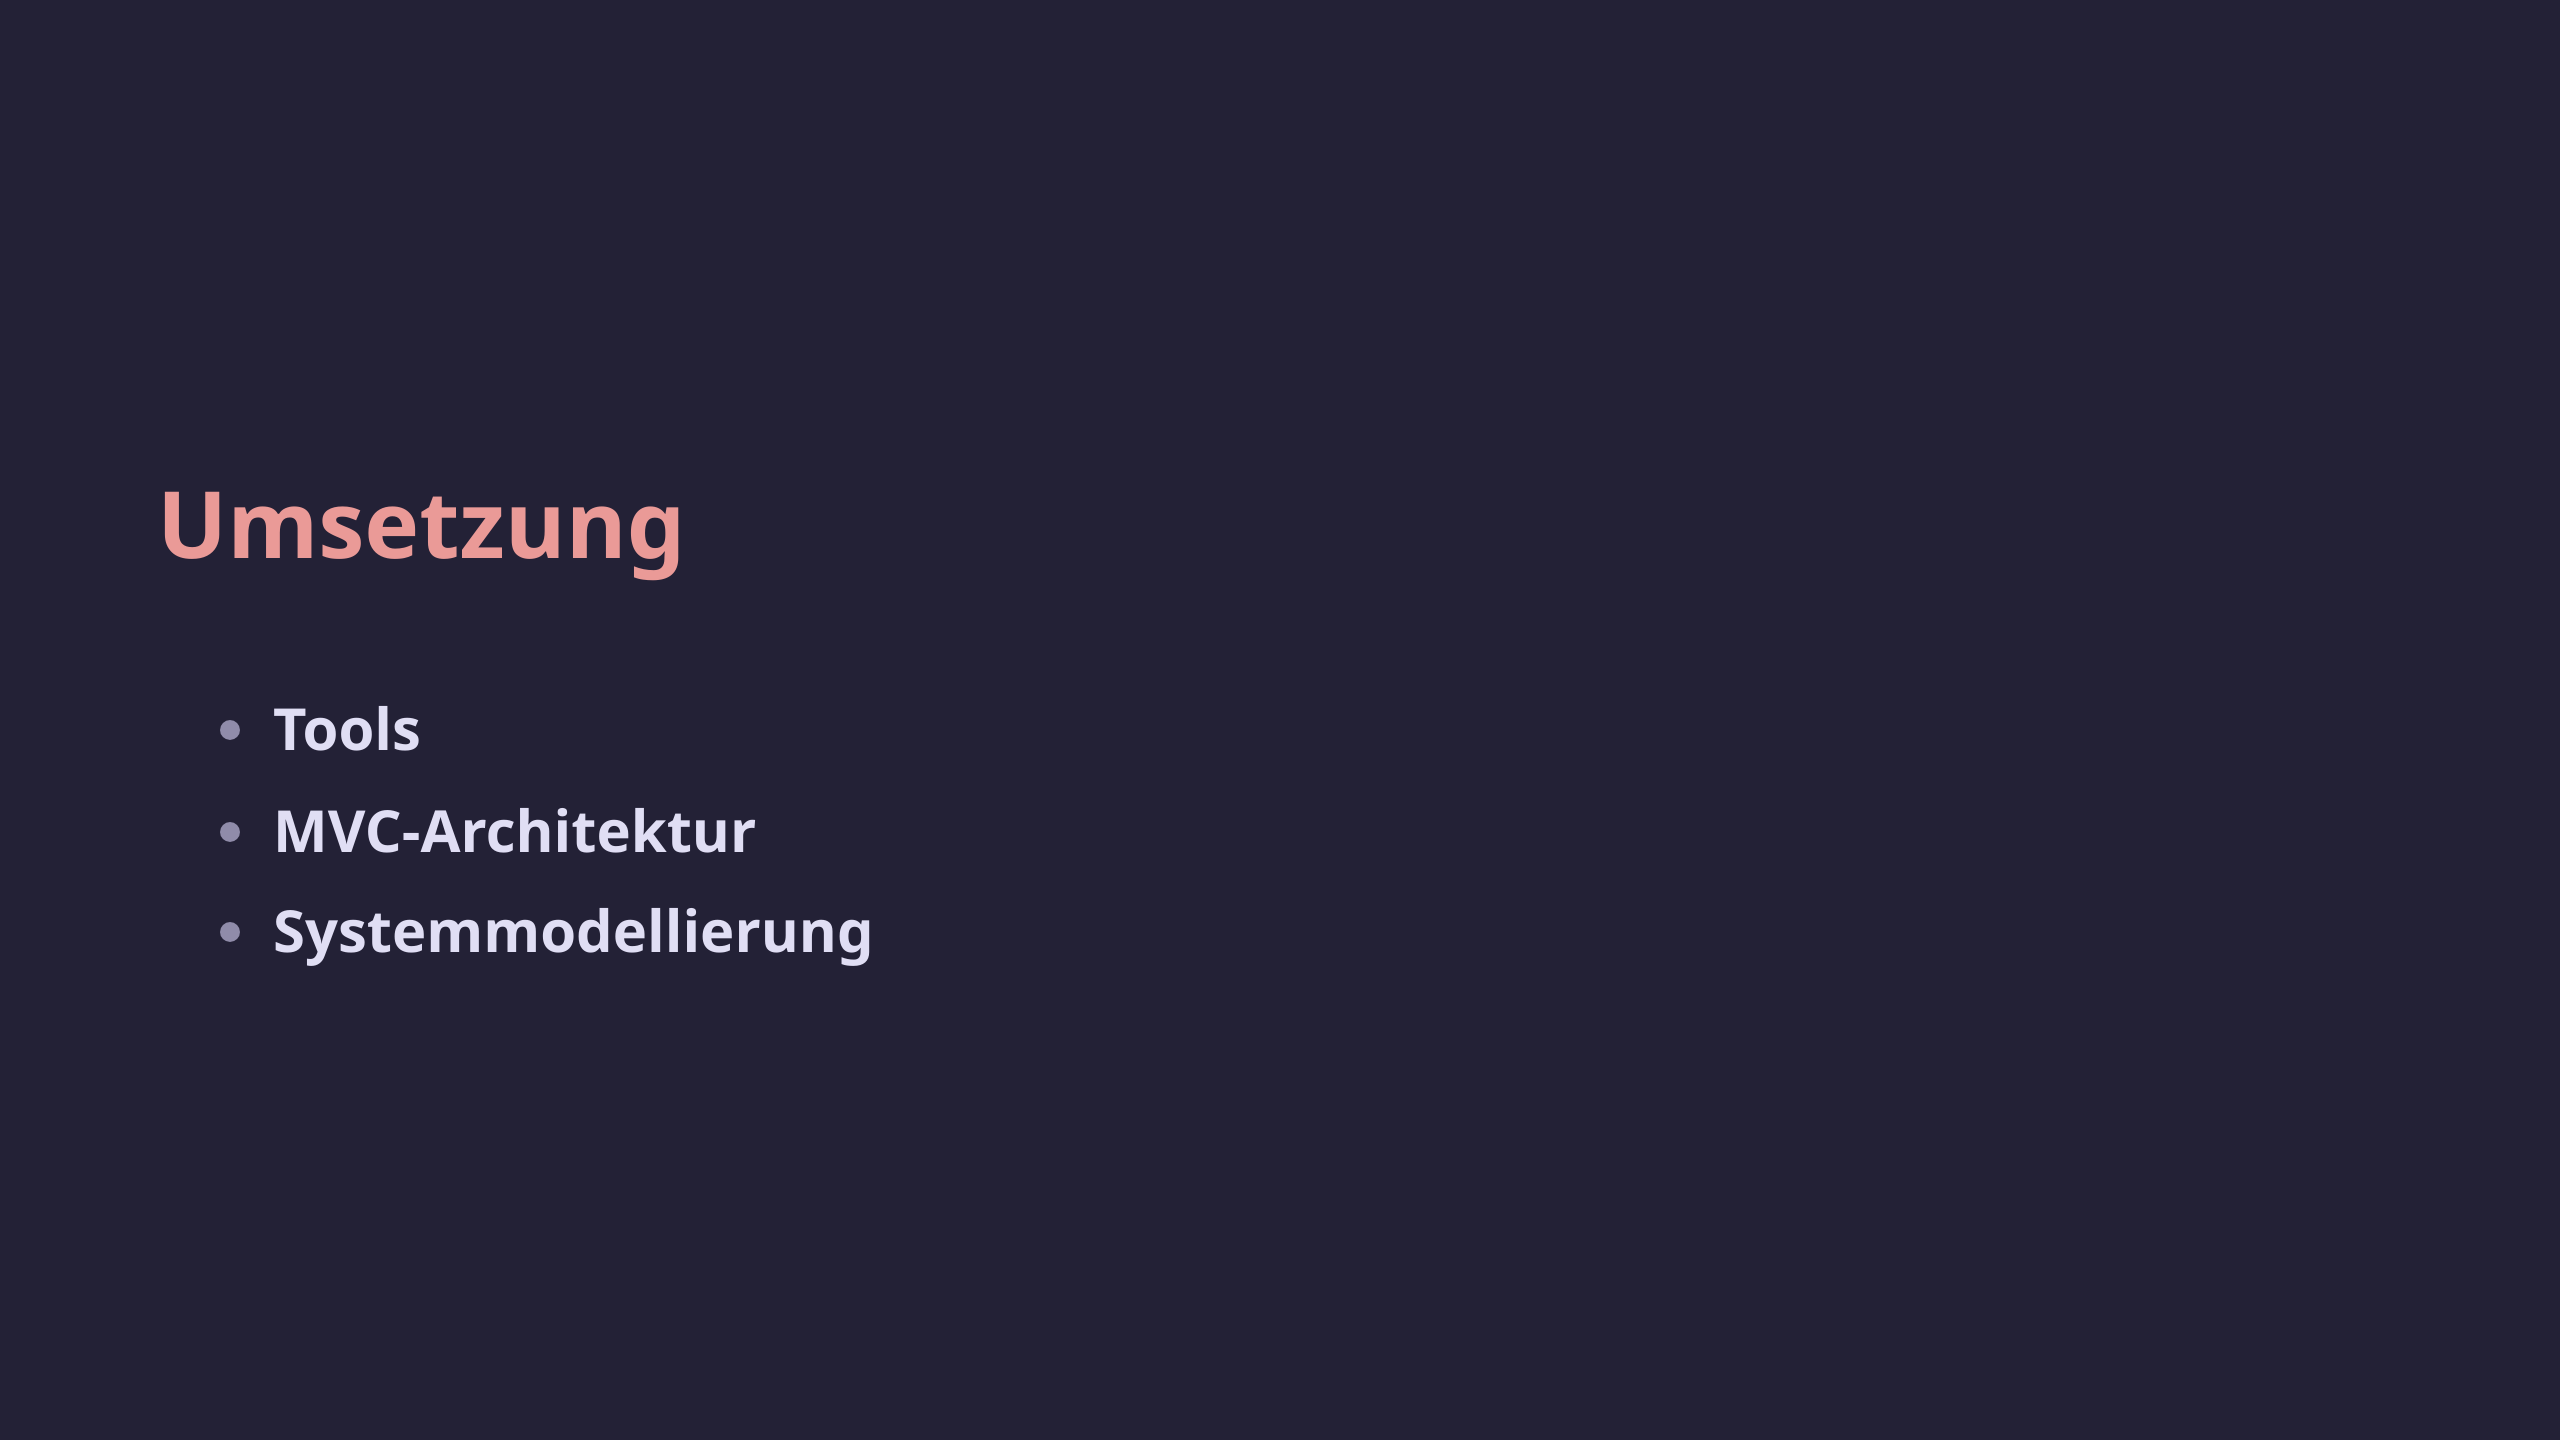 Umsetzung
Tools
MVC-Architektur
Systemmodellierung